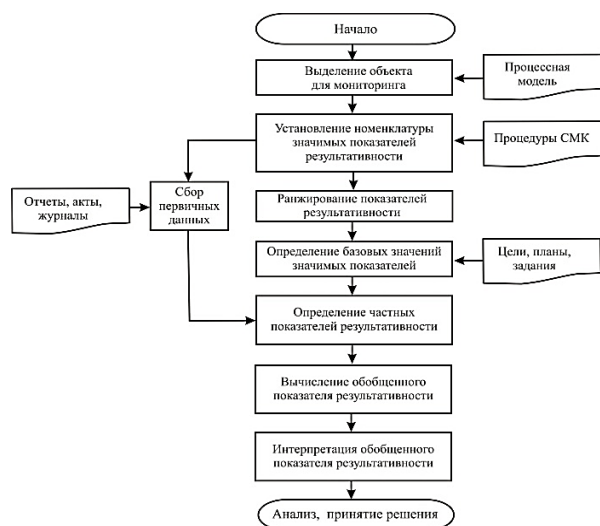 Начало
Выделение объекта
для мониторинга
Процессная
модель
Установление номенклатуры
значимых показателей
результативности
Процедуры СМК
Сбор
первичных
данных
Отчеты, акты,
журналы
Ранжирование показателей
результативности
Определение базовых значений
значимых показателей
Цели, планы,
задания
Определение частных
показателей результативности
Вычисление обобщенного
показателя результативности
Интерпретация обобщенного
показателя результативности
Анализ, принятие решения